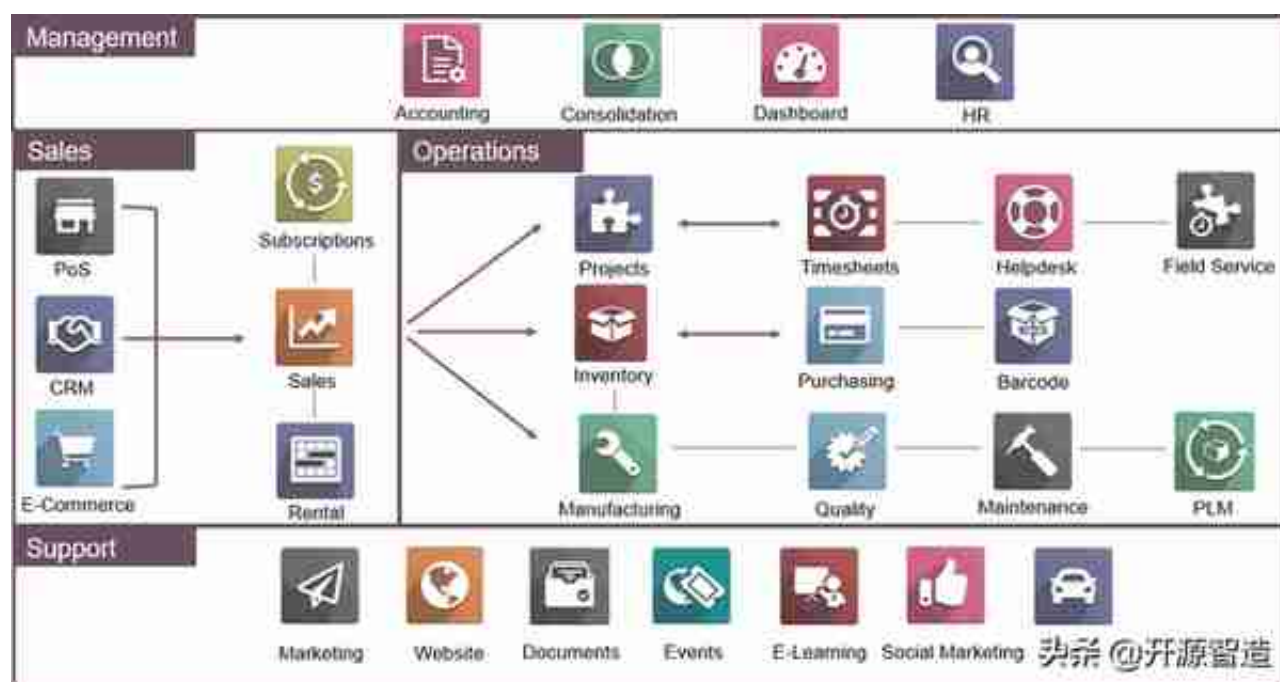 Management
Accounting
Consolidation
Dashboard
HR
Sales
Operations
PoS
CRM
E-Commerce
Subscriptions
Sales
Rental
Projects
Timesheets
Helpdesk
Field Service
Inventory
Purchasing
Barcode
Manufacturing
Quality
Maintenance
PLM
Support
Marketing
Website
Documents
Events
E-Learning
Social Marketing
头条 @开源智造